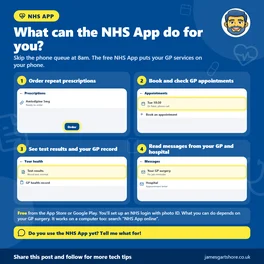 NHS APP
What can the NHS App do for
you?
Skip the phone queue at 8am. The free NHS App puts your GP services on
your phone.
1 Order repeat prescriptions
Prescriptions
Order
2 Book and check GP appointments
Appointments
Book an appointment
3 See test results and your GP record
Your health
Test results
GP health record
4 Read messages from your GP and
hospital
Messages
Your GP surgery
Hospital
Free from the App Store or Google Play. You'll set up an NHS login with photo ID. What you can do depends
on your GP surgery. It works on a computer too: search "NHS App online".
Do you use the NHS App yet? Tell me what for!
Share this post and follow for more tech tips
jamesgartshore.co.uk